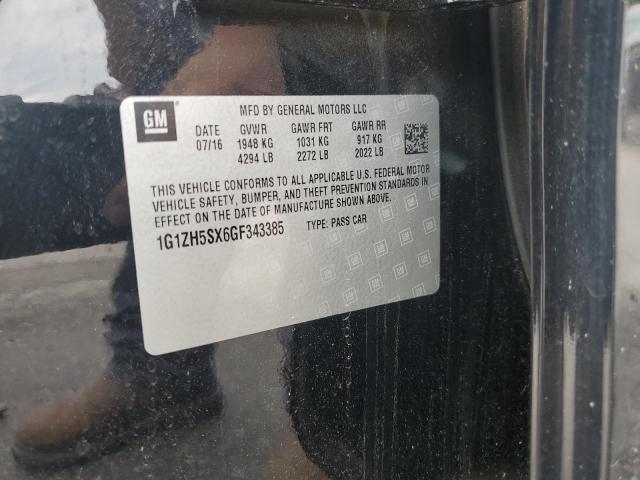 GM
MFD BY GENERAL MOTORS LLC
DATE GVWR GAWR FRT GAWR RR
07/16 1948 KG 1031 KG 917 KG
4294 LB 2272 LB 2022 LB
THIS VEHICLE CONFORMS TO ALL APPLICABLE U.S. FEDERAL MOTOR
VEHICLE SAFETY, BUMPER, AND THEFT PREVENTION STANDARDS IN
EFFECT ON THE DATE OF MANUFACTURE SHOWN ABOVE.
1G1ZH5SX6GF343385 TYPE: PASS CAR